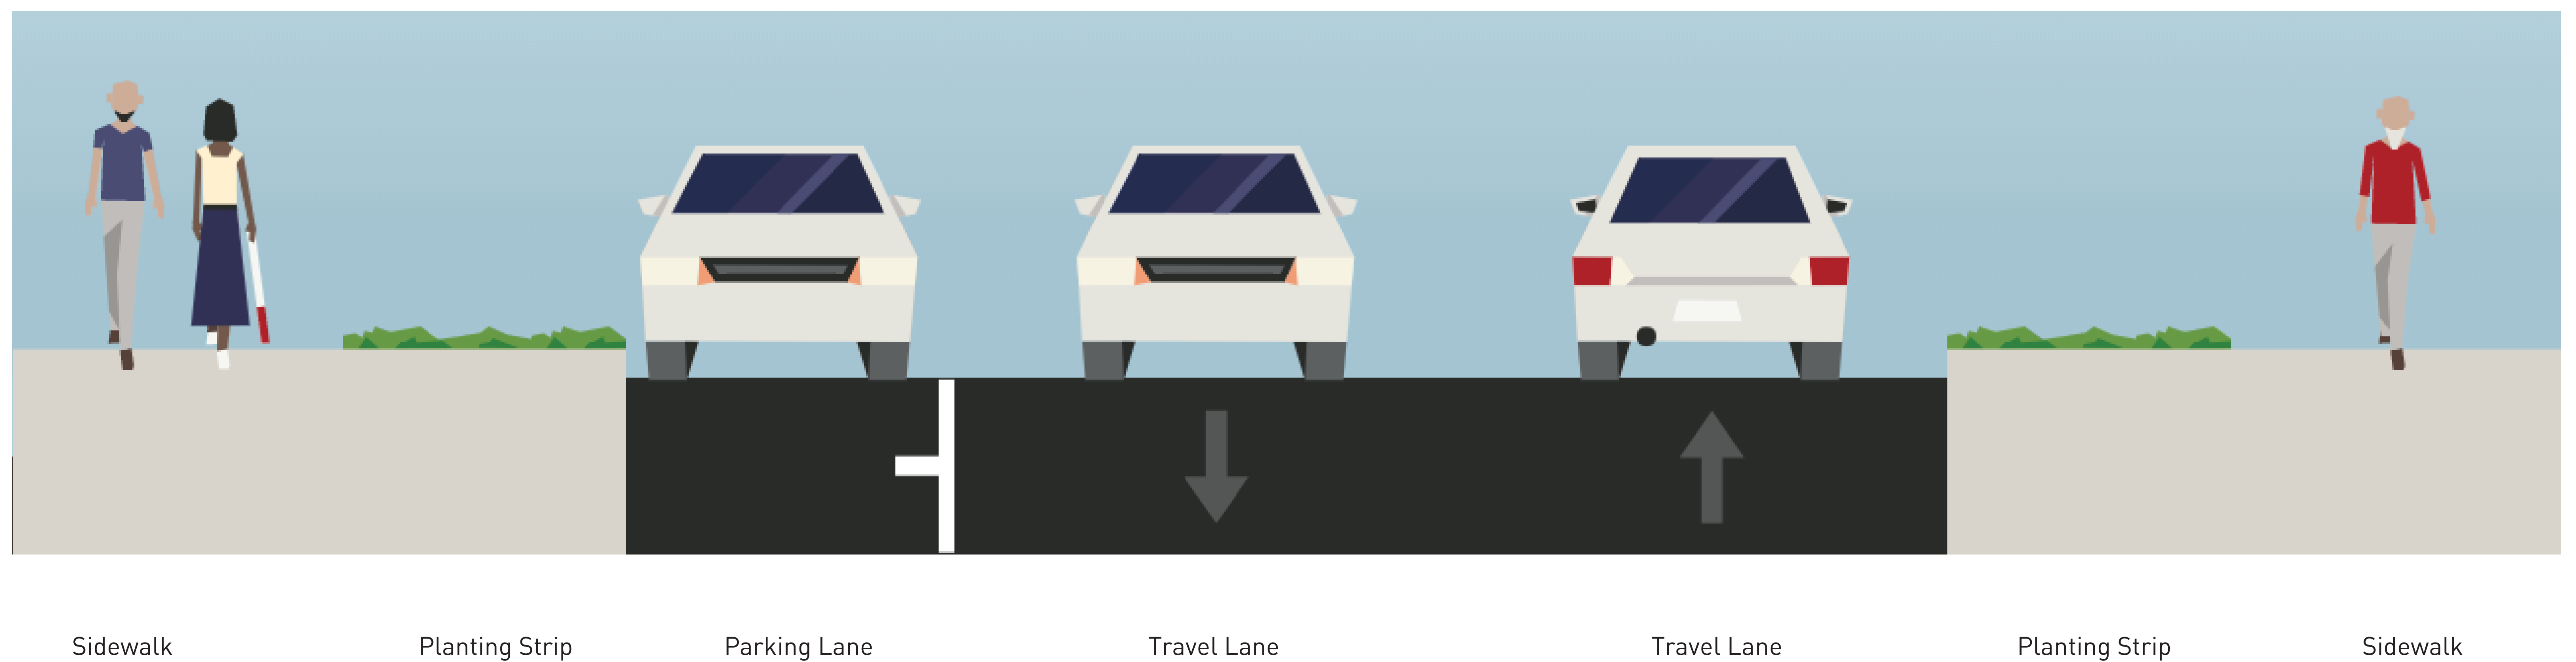 Sidewalk
Planting Strip
Parking Lane
Travel Lane
Travel Lane
Planting Strip
Sidewalk